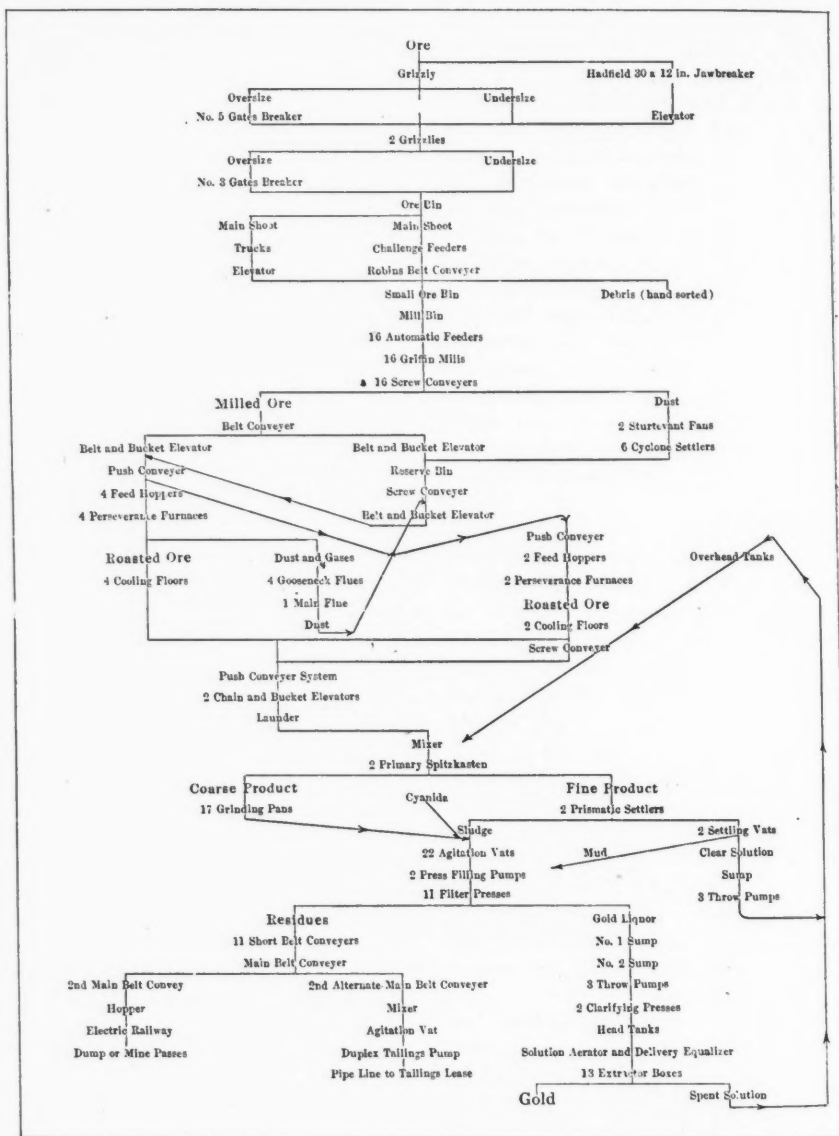 Ore
Grizzly Hadfield 30 a 12 in. Jawbreaker
Oversize Undersize
No. 5 Gates Breaker Elevator
2 Grizzlies
Oversize Undersize
No. 3 Gates Breaker
Ore Bin
Main Shoot Main Shoot
Trucks Challenge Feeders
Elevator Robins Belt Conveyer
Small Ore Bin Debris (hand sorted)
Mill Bin
16 Automatic Feeders
16 Griffin Mills
16 Screw Conveyers
Milled Ore Dust
Belt Conveyer 2 Sturtevant Fans
Belt and Bucket Elevator Belt and Bucket Elevator 6 Cyclone Settlers
Push Conveyer Reserve Bin
4 Feed Hoppers Screw Conveyer
4 Perseverance Furnaces Belt and Bucket Elevator
Push Conveyer
Roasted Ore Dust and Gases 2 Feed Hoppers Overhead Tanks
4 Cooling Floors 4 Gooseneck Flues 2 Perseverance Furnaces
1 Main Flue Roasted Ore
Dust 2 Cooling Floors
Screw Conveyer
Push Conveyer System
2 Chain and Bucket Elevators
Launder
Mixer
2 Primary Spitzkasten
Coarse Product Fine Product
Cyanida
17 Grinding Pans 2 Prismatic Settlers
Sludge 2 Settling Vats
22 Agitation Vats Mud Clear Solution
2 Press Filling Pumps Sump
11 Filter Presses 3 Throw Pumps
Residues Gold Liqnor
11 Short Belt Conveyers No. 1 Sump
Main Belt Conveyer No. 2 Sump
2nd Main Belt Convey 2nd Alternate Main Belt Conveyer 3 Throw Pumps
Hopper Mixer 2 Clarifying Presses
Electric Railway Agitation Vat Head Tanks
Dump or Mine Passes Duplex Tailings Pump Solution Aerator and Delivery Equalizer
Pipe Line to Tailings Lease 13 Extractor Boxes
Gold Spent Solution